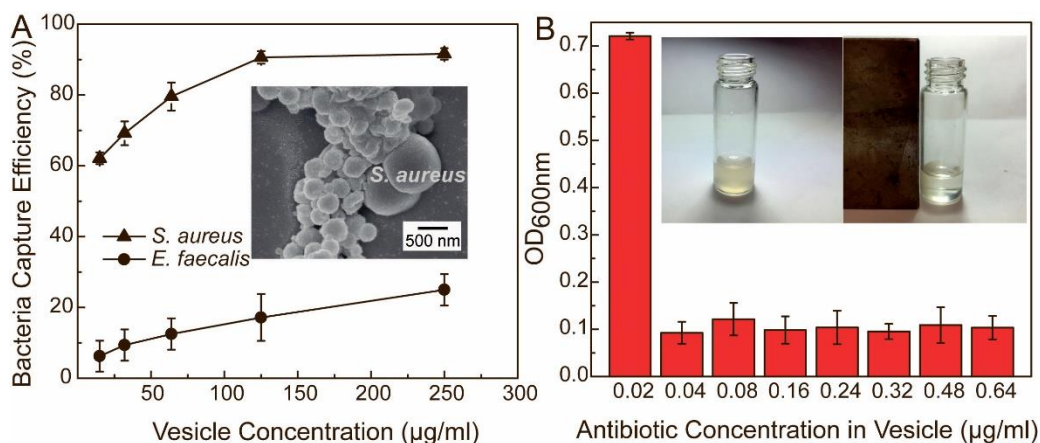 A
Bacteria Capture Efficiency (%)
100
80
60
40
20
0
S. aureus
E. faecalis
S. aureus
500 nm
50 100 150 200 250 300
Vesicle Concentration (µg/ml)
B
OD600nm
0.7
0.6
0.5
0.4
0.3
0.2
0.1
0.0
0.02 0.04 0.08 0.16 0.24 0.32 0.48 0.64
Antibiotic Concentration in Vesicle (µg/ml)